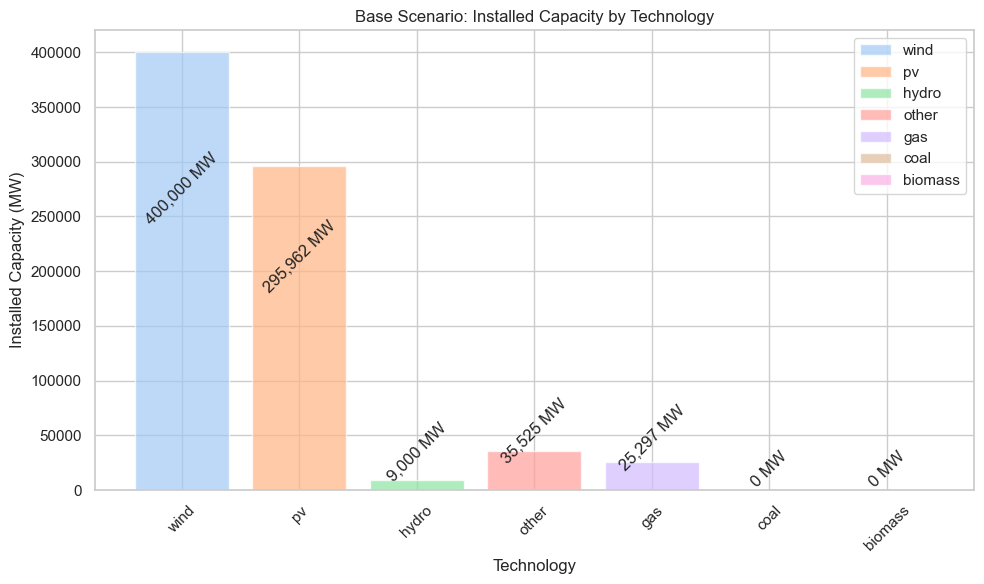 Base Scenario: Installed Capacity by Technology
Installed Capacity (MW)
400000
350000
300000
250000
200000
150000
100000
50000
0
400,000 MW
295,962 MW
9,000 MW
35,525 MW
25,297 MW
0 MW
0 MW
wind
pv
hydro
other
gas
coal
biomass
wind
pv
hydro
other
gas
coal
biomass
Technology